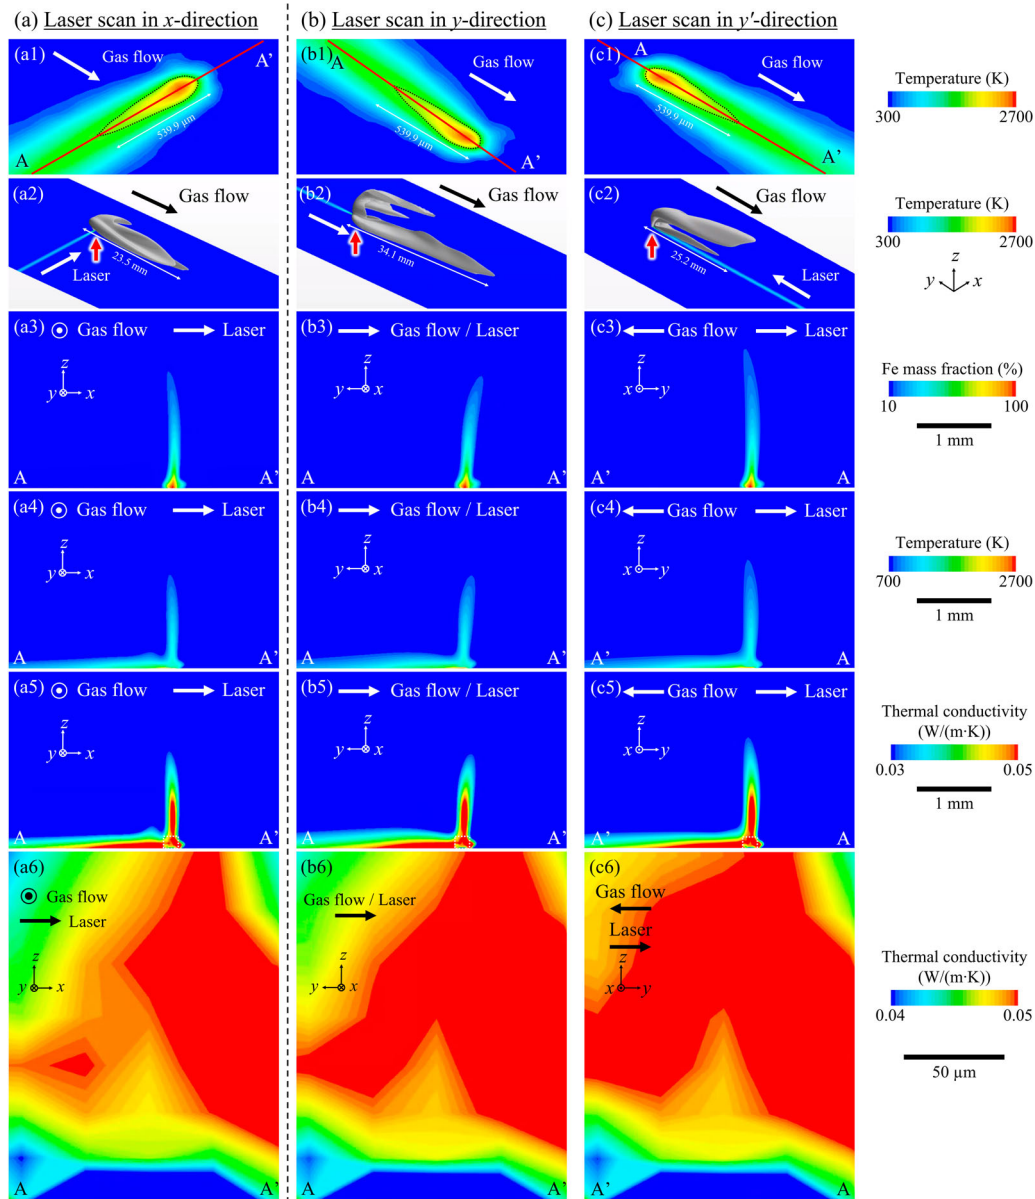 (a) Laser scan in x-direction
(b) Laser scan in y-direction
(c) Laser scan in y'-direction
(a1)
Gas flow
A'
539.9 µm
A
(b1)
A
Gas flow
539.9 µm
A'
(c1)
A
Gas flow
539.9 µm
A'
Temperature (K)
300 2700
(a2)
Gas flow
23.5 mm
Laser
(b2)
Gas flow
34.1 mm
(c2)
Gas flow
25.2 mm
Laser
Temperature (K)
300 2700
z
y x
(a3) Gas flow Laser
z
y x
A A'
(b3) Gas flow / Laser
z
y x
A A'
(c3) Gas flow Laser
z
x y
A' A
Fe mass fraction (%)
10 100
1 mm
(a4) Gas flow Laser
z
y x
A A'
(b4) Gas flow / Laser
z
y x
A A'
(c4) Gas flow Laser
z
x y
A' A
Temperature (K)
700 2700
1 mm
(a5) Gas flow Laser
z
y x
A A'
(b5) Gas flow / Laser
z
y x
A A'
(c5) Gas flow Laser
z
x y
A' A
Thermal conductivity
(W/(m·K))
0.03 0.05
1 mm
(a6)
Gas flow
Laser
z
y x
A A'
(b6)
Gas flow / Laser
z
y x
A A'
(c6)
Gas flow
Laser
z
x y
A' A
Thermal conductivity
(W/(m·K))
0.04 0.05
50 µm